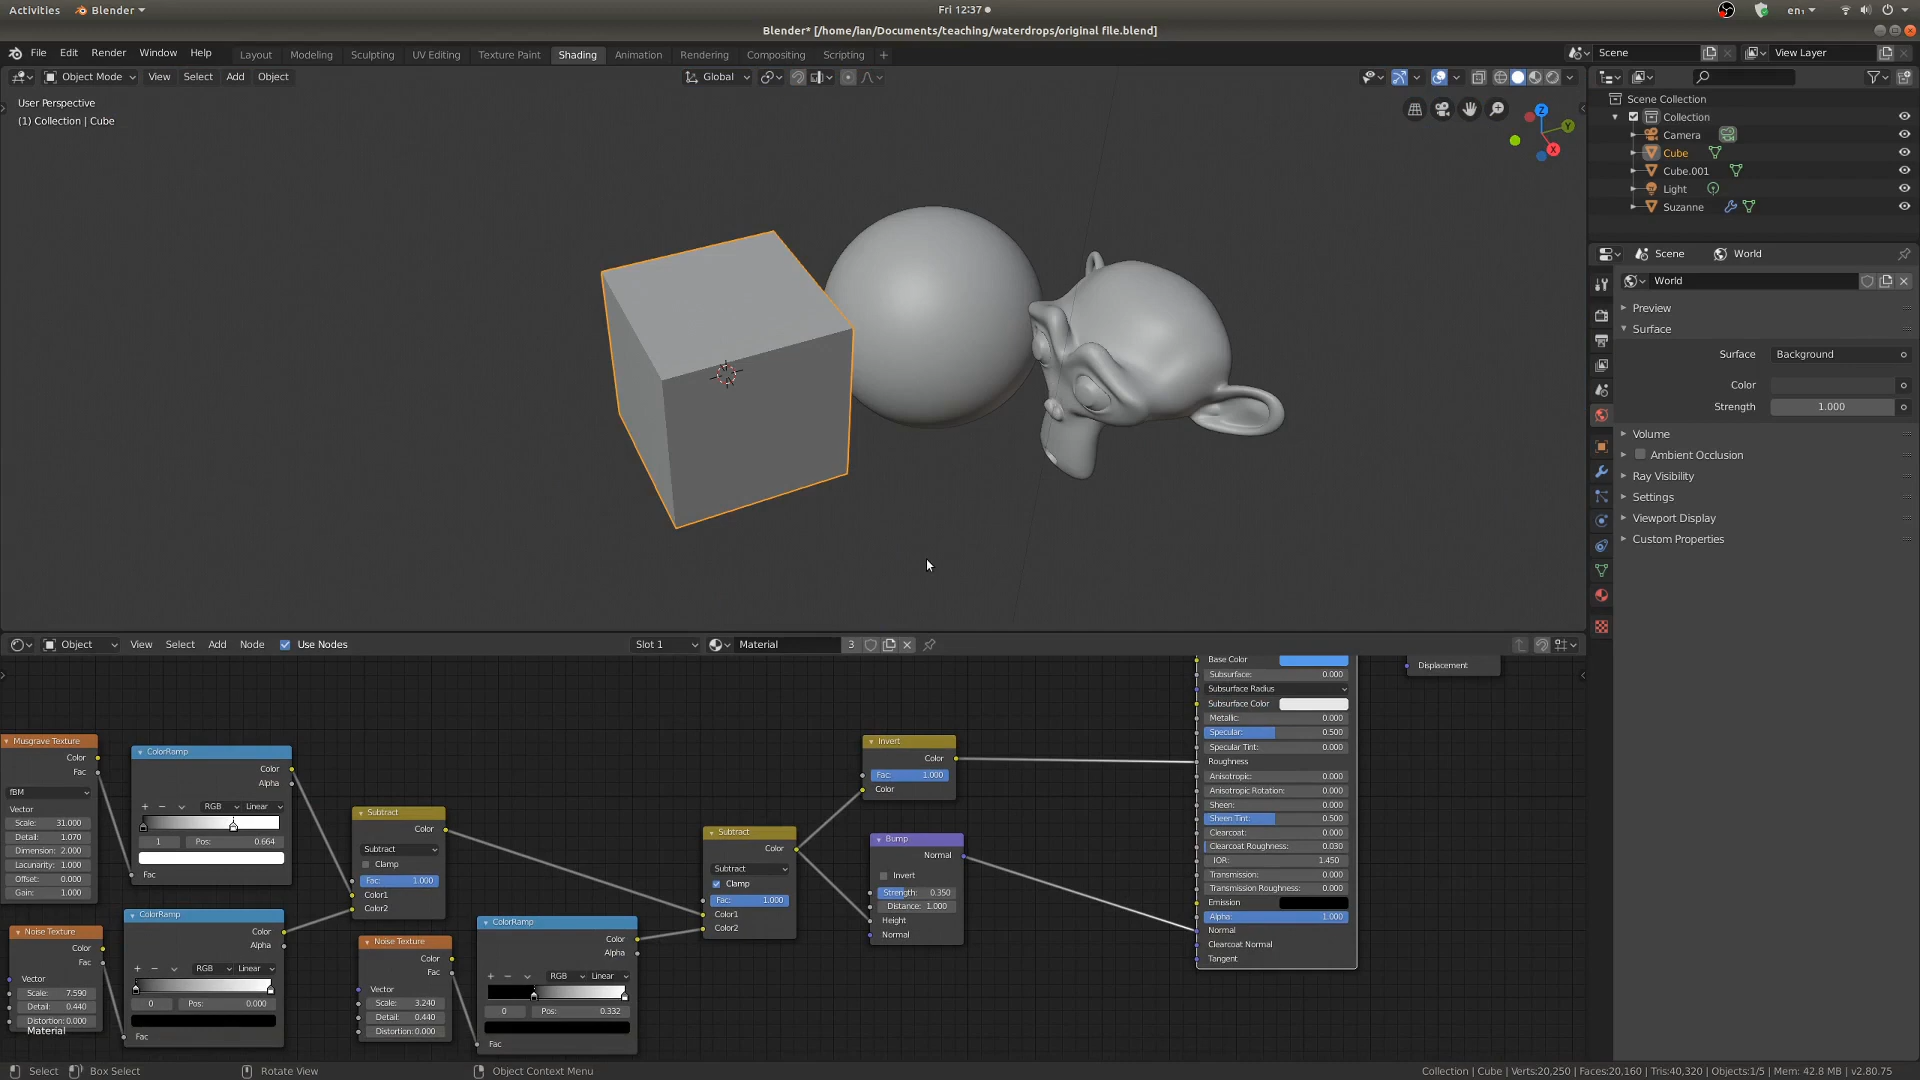 Activities
Blender
Fri 12:37
en₁
Blender* [/home/ian/Documents/teaching/waterdrops/original file.blend]
File Edit Render Window Help
Layout Modeling Sculpting UV Editing Texture Paint Shading Animation Rendering Compositing Scripting +
Scene
View Layer
Object Mode View Select Add Object
Global
User Perspective
(1) Collection | Cube
Z
Y
X
Scene Collection
Collection
Camera
Cube
Cube.001
Light
Suzanne
Scene World
World
Preview
Surface
Surface Background
Color
Strength 1.000
Volume
Ambient Occlusion
Ray Visibility
Settings
Viewport Display
Custom Properties
Object View Select Add Node Use Nodes
Slot 1
Material 3
Musgrave Texture
Color
Fac
fBM
Vector
Scale: 31.000
Detail: 1.070
Dimension: 2.000
Lacunarity: 1.000
Offset: 0.000
Gain: 1.000
Noise Texture
Color
Fac
Vector
Scale: 7.590
Detail: 0.440
Distortion: 0.000
Material
ColorRamp
Color
Alpha
+ − RGB Linear
1 Pos: 0.664
Fac
ColorRamp
Color
Alpha
+ − RGB Linear
0 Pos: 0.000
Fac
Subtract
Color
Subtract
Clamp
Fac: 1.000
Color1
Color2
Noise Texture
Color
Fac
Vector
Scale: 3.240
Detail: 0.440
Distortion: 0.000
ColorRamp
Color
Alpha
+ − RGB Linear
0 Pos: 0.332
Fac
Subtract
Color
Subtract
Clamp
Fac: 1.000
Color1
Color2
Invert
Color
Fac: 1.000
Color
Bump
Normal
Invert
Strength: 0.350
Distance: 1.000
Height
Normal
Base Color
Subsurface: 0.000
Subsurface Radius
Subsurface Color
Metallic: 0.000
Specular: 0.500
Specular Tint: 0.000
Roughness
Anisotropic: 0.000
Anisotropic Rotation: 0.000
Sheen: 0.000
Sheen Tint: 0.500
Clearcoat: 0.000
Clearcoat Roughness: 0.030
IOR: 1.450
Transmission: 0.000
Transmission Roughness: 0.000
Emission
Alpha: 1.000
Normal
Clearcoat Normal
Tangent
Displacement
Select
Box Select
Rotate View
Object Context Menu
Collection | Cube | Verts:20,250 | Faces:20,160 | Tris:40,320 | Objects:1/5 | Mem: 42.8 MB | v2.80.75